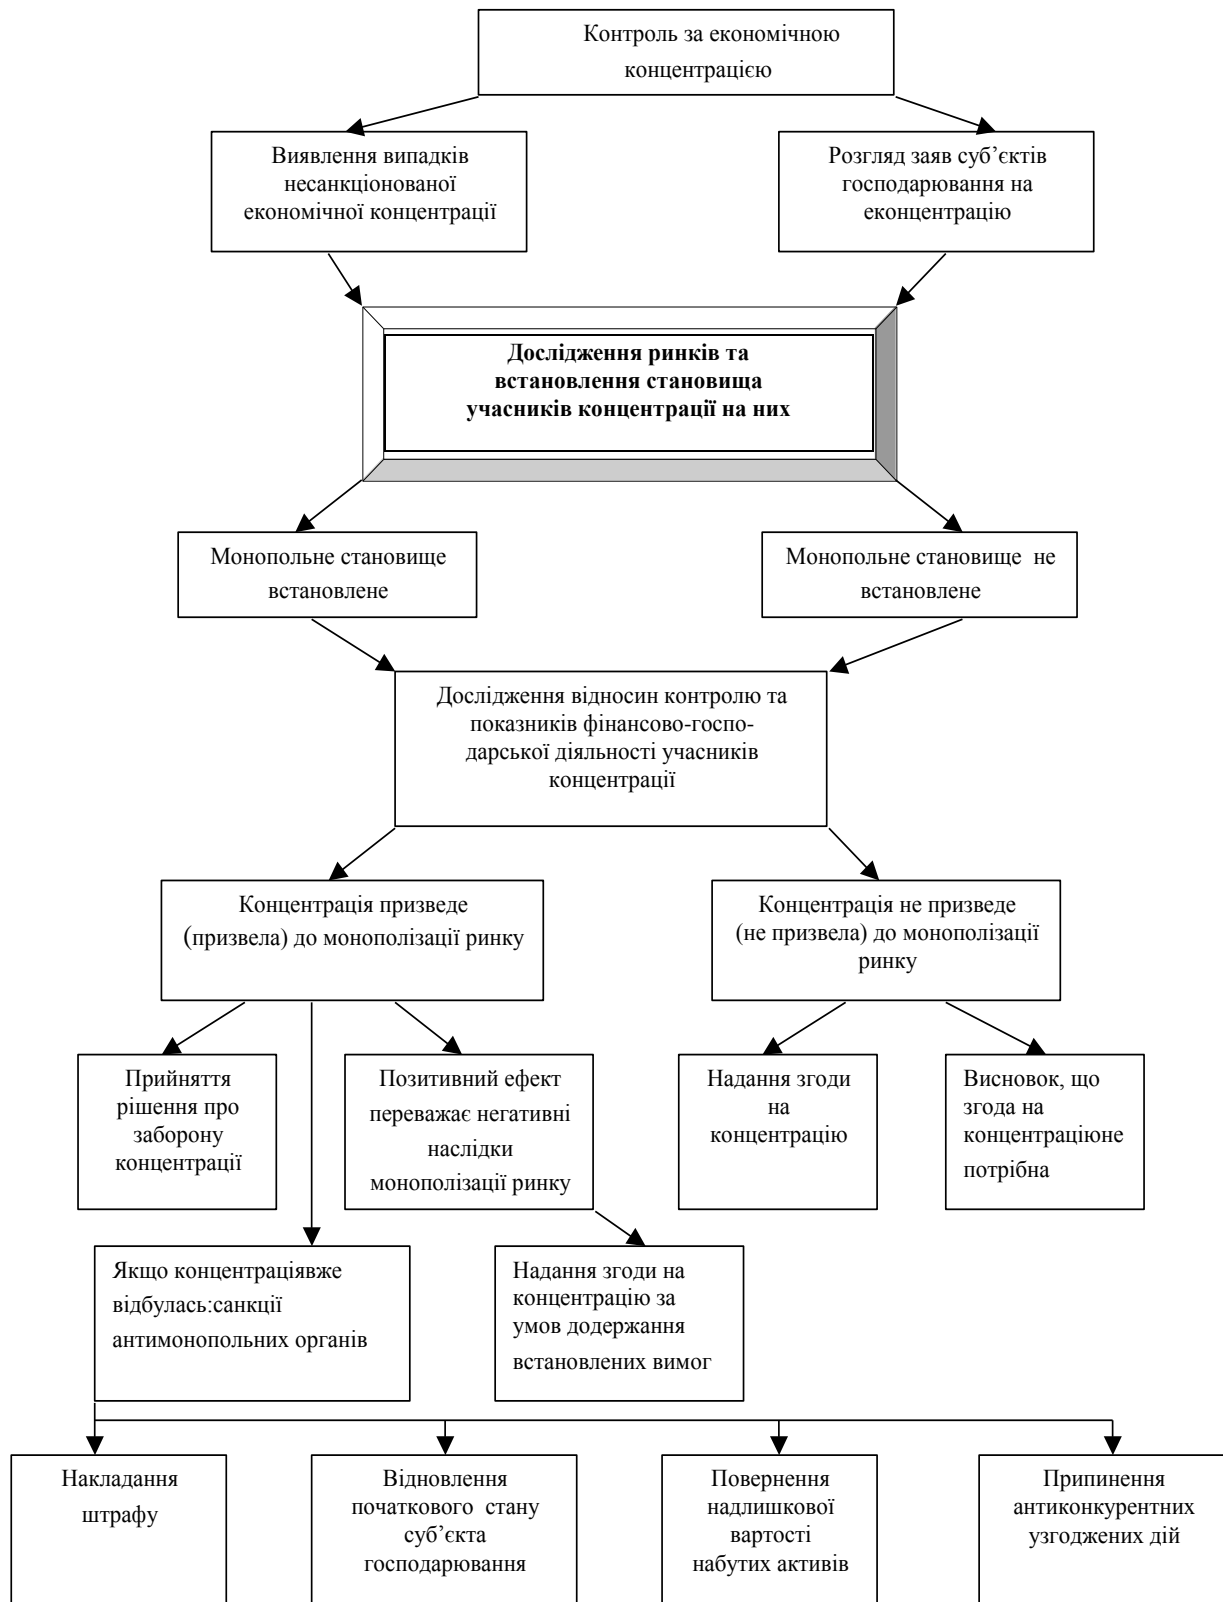 Контроль за економічною
концентрацією
Виявлення випадків
несанкціонованої
економічної концентрації
Розгляд заяв суб’єктів
господарювання на
еконцентрацію
Дослідження ринків та
встановлення становища
учасників концентрації на них
Монопольне становище
встановлене
Монопольне становище не
встановлене
Дослідження відносин контролю та
показників фінансово-госпо-
дарської діяльності учасників
концентрації
Концентрація призведе
(призвела) до монополізації ринку
Концентрація не призведе
(не призвела) до монополізації
ринку
Прийняття
рішення про
заборону
концентрації
Позитивний ефект
переважає негативні
наслідки
монополізації ринку
Надання згоди
на
концентрацію
Висновок, що
згода на
концентраціюне
потрібна
Якщо концентраціявже
відбулась:санкції
антимонопольних органів
Надання згоди на
концентрацію за
умов додержання
встановлених вимог
Накладання
штрафу
Відновлення
початкового стану
суб’єкта
господарювання
Повернення
надлишкової
вартості
набутих активів
Припинення
антиконкурентних
узгоджених дій